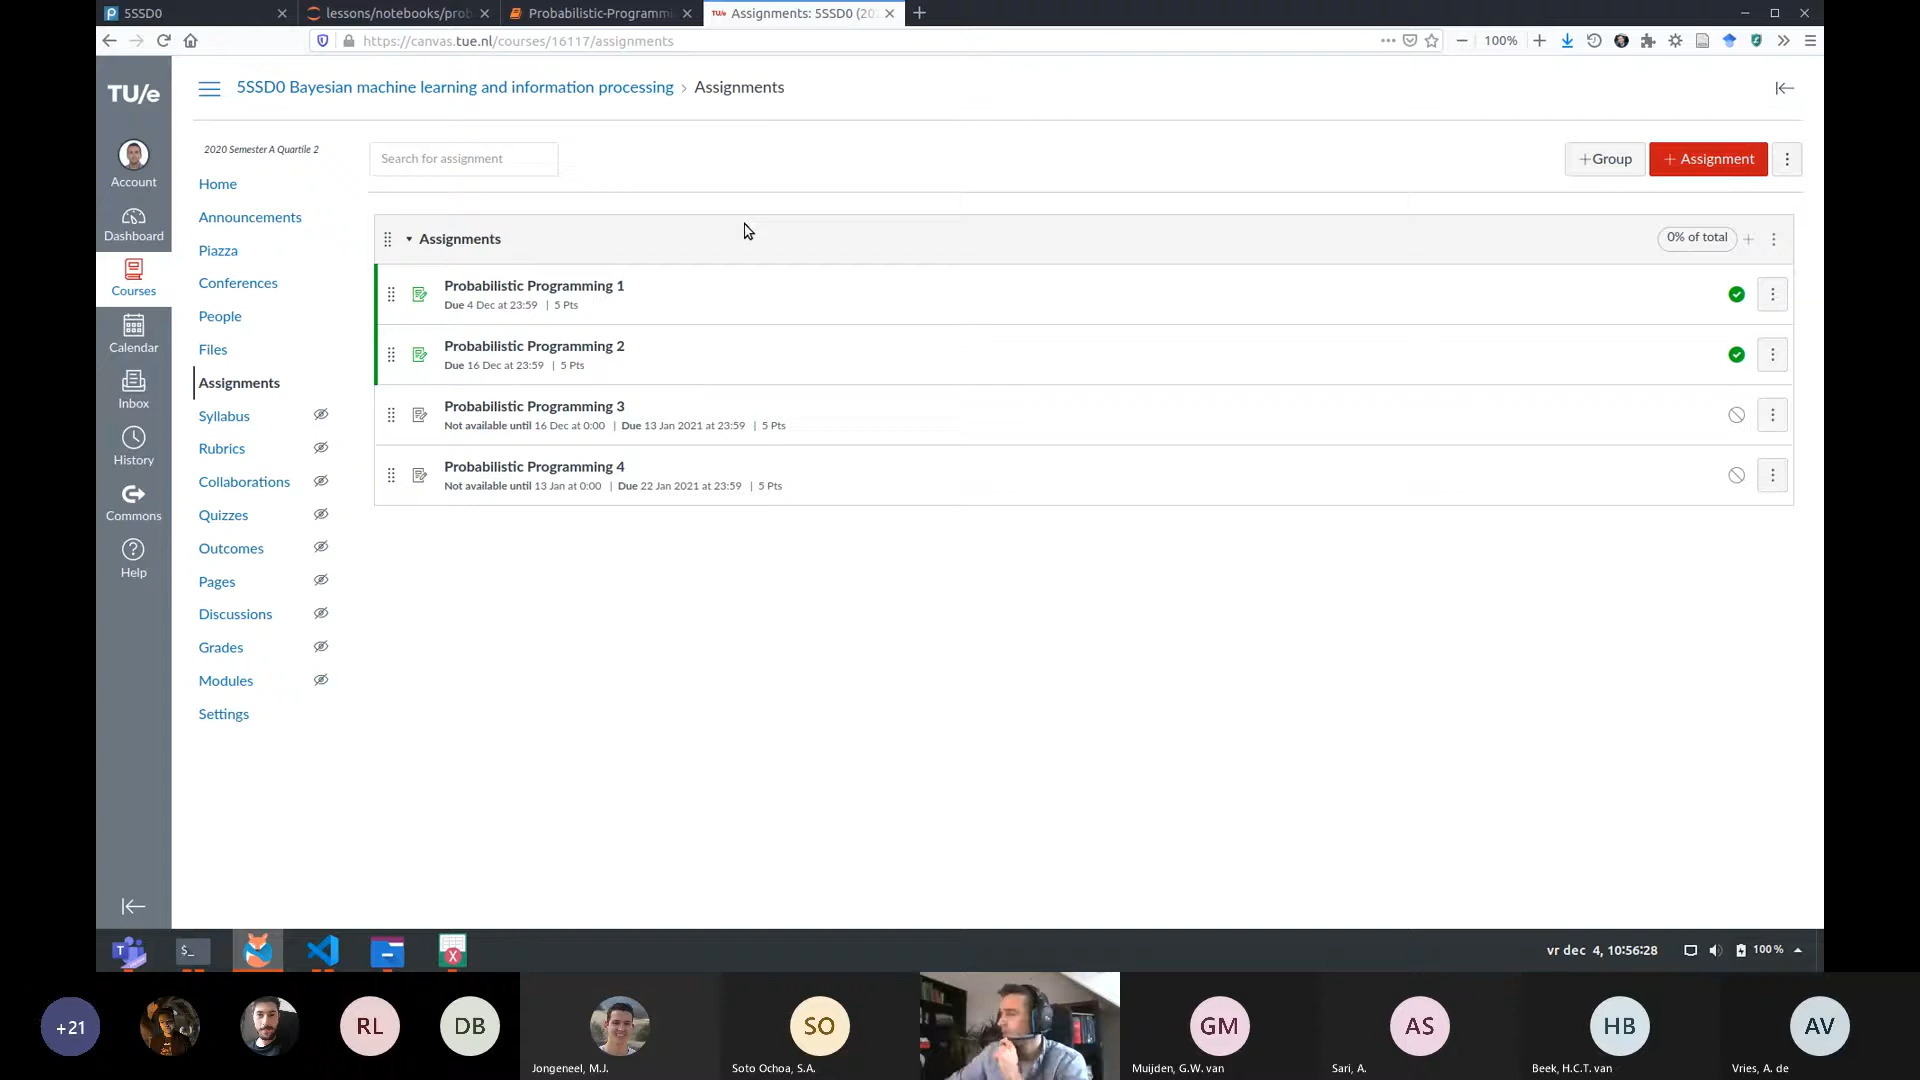 5SSD0
lessons/notebooks/prob
Probabilistic-Programmi
TU/e Assignments: 5SSD0 (20
https://canvas.tue.nl/courses/16117/assignments
100%
TU/e
5SSD0 Bayesian machine learning and information processing › Assignments
Account
Dashboard
Courses
Calendar
Inbox
History
Commons
Help
2020 Semester A Quartile 2
Home
Announcements
Piazza
Conferences
People
Files
Assignments
Syllabus
Rubrics
Collaborations
Quizzes
Outcomes
Pages
Discussions
Grades
Modules
Settings
Search for assignment
+Group
+ Assignment
Assignments
0% of total
Probabilistic Programming 1
Due 4 Dec at 23:59 | 5 Pts
Probabilistic Programming 2
Due 16 Dec at 23:59 | 5 Pts
Probabilistic Programming 3
Not available until 16 Dec at 0:00 | Due 13 Jan 2021 at 23:59 | 5 Pts
Probabilistic Programming 4
Not available until 13 Jan at 0:00 | Due 22 Jan 2021 at 23:59 | 5 Pts
vr dec 4, 10:56:28
100 %
+21
RL
DB
SO
GM
AS
HB
AV
Jongeneel, M.J.
Soto Ochoa, S.A.
Muijden, G.W. van
Sari, A.
Beek, H.C.T. van
Vries, A. de